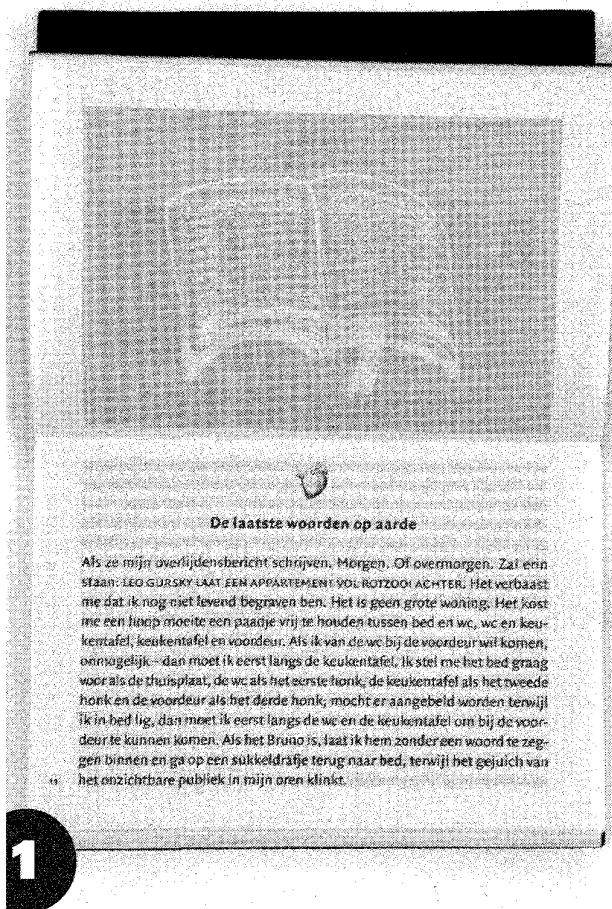 De laatste woorden op aarde
Als ze mijn overlijdensbericht schrijven. Morgen. Of overmorgen. Zal erin
staan: LEO GURSKY LAAT EEN APPARTEMENT VOL ROTZOOI ACHTER. Het verbaast
me dat ik nog niet levend begraven ben. Het is geen grote woning. Het kost
me een hoop moeite een paadje vrij te houden tussen bed en wc, wc en keu-
kentafel, keukentafel en voordeur. Als ik van de wc bij de voordeur wil komen,
onmogelijk – dan moet ik eerst langs de keukentafel. Ik stel me het bed graag
voor als de thuisplaat, de wc als het eerste honk, de keukentafel als het tweede
honk en de voordeur als het derde honk; mocht er aangebeld worden terwijl
ik in bed lig, dan moet ik eerst langs de wc en de keukentafel om bij de voor-
deur te kunnen komen. Als het Bruno is, laat ik hem zonder een woord te zeg-
gen binnen en ga op een sukkeldrafje terug naar bed, terwijl het gejuich van
het onzichtbare publiek in mijn oren klinkt.
1